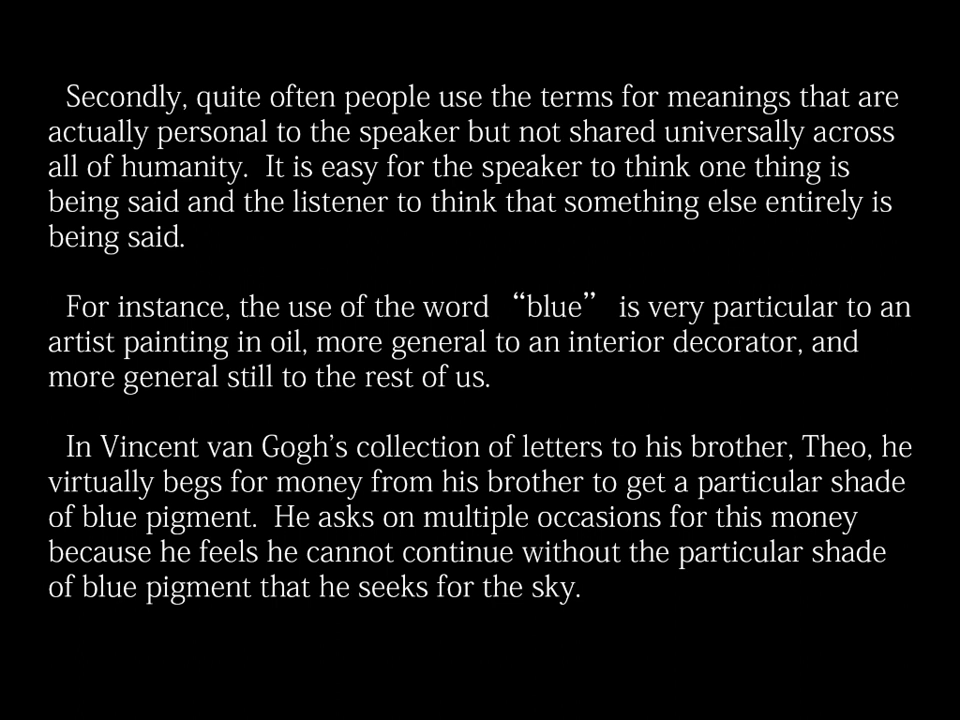 Secondly, quite often people use the terms for meanings that are
actually personal to the speaker but not shared universally across
all of humanity.  It is easy for the speaker to think one thing is
being said and the listener to think that something else entirely is
being said.
For instance, the use of the word “blue” is very particular to an
artist painting in oil, more general to an interior decorator, and
more general still to the rest of us.
In Vincent van Gogh’s collection of letters to his brother, Theo, he
virtually begs for money from his brother to get a particular shade
of blue pigment.  He asks on multiple occasions for this money
because he feels he cannot continue without the particular shade
of blue pigment that he seeks for the sky.